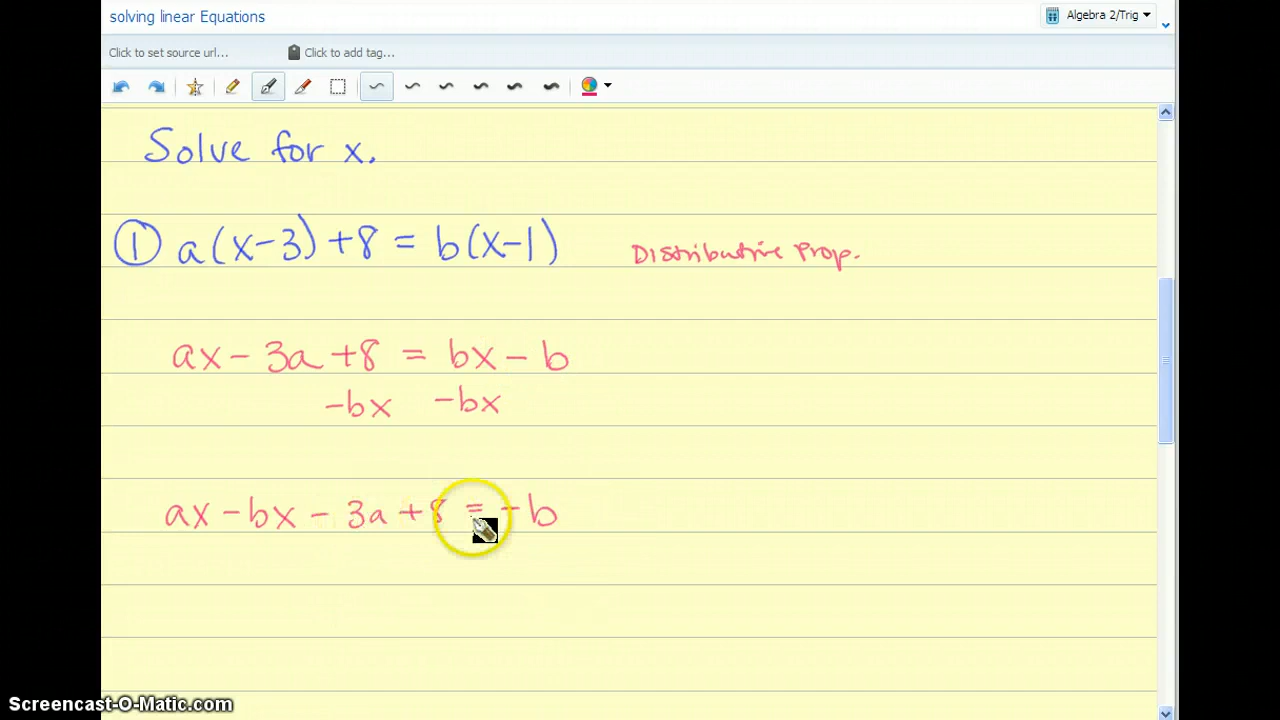 solving linear Equations
Algebra 2/Trig
Click to set source url...
Click to add tag...
Solve for x.
① a(x-3)+8 = b(x-1)
Distributive Prop.
ax - 3a +8 = bx - b
-bx -bx
ax - bx - 3a +8 = -b
Screencast-O-Matic.com